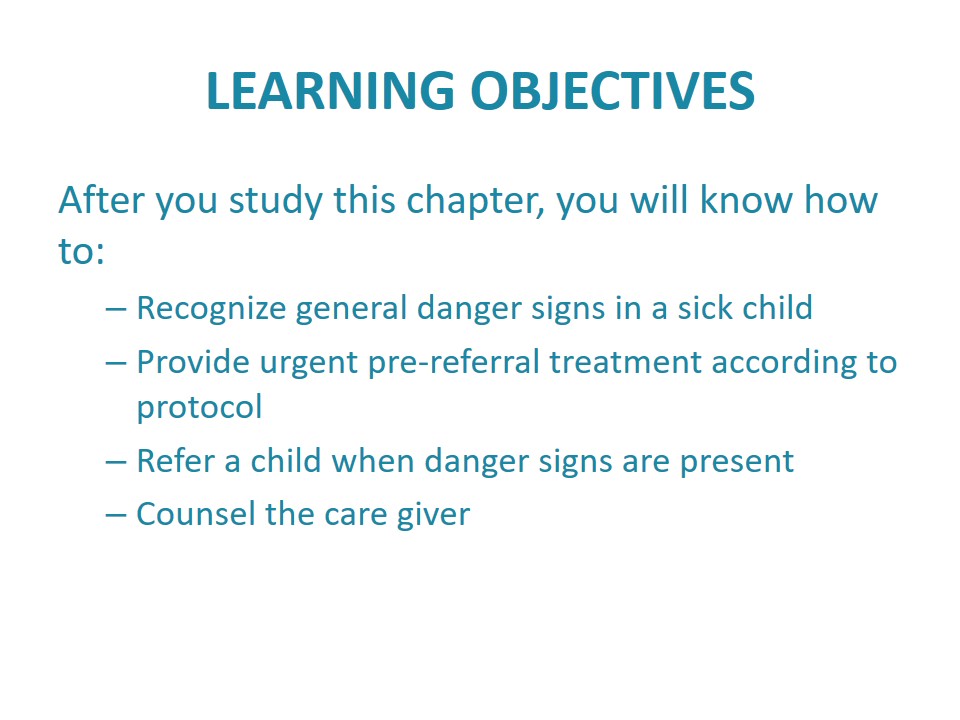 LEARNING OBJECTIVES
After you study this chapter, you will know how
to:
– Recognize general danger signs in a sick child
– Provide urgent pre-referral treatment according to
protocol
– Refer a child when danger signs are present
– Counsel the care giver